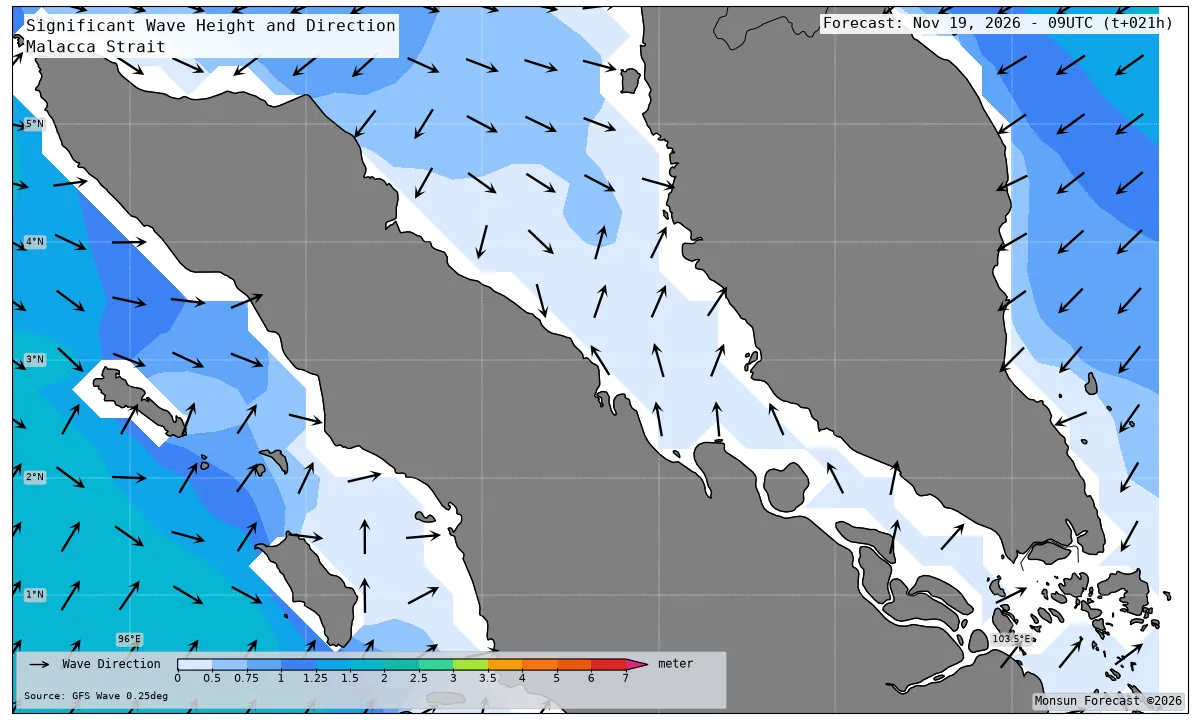 Significant Wave Height and Direction
Malacca Strait
Forecast: Nov 19, 2026 - 09UTC (t+021h)
5°N
4°N
3°N
2°N
1°N
96°E
103.5°E
Wave Direction
0 0.5 0.75 1 1.25 1.5 2 2.5 3 3.5 4 5 6 7
meter
Source: GFS Wave 0.25deg
Monsun Forecast ©2026